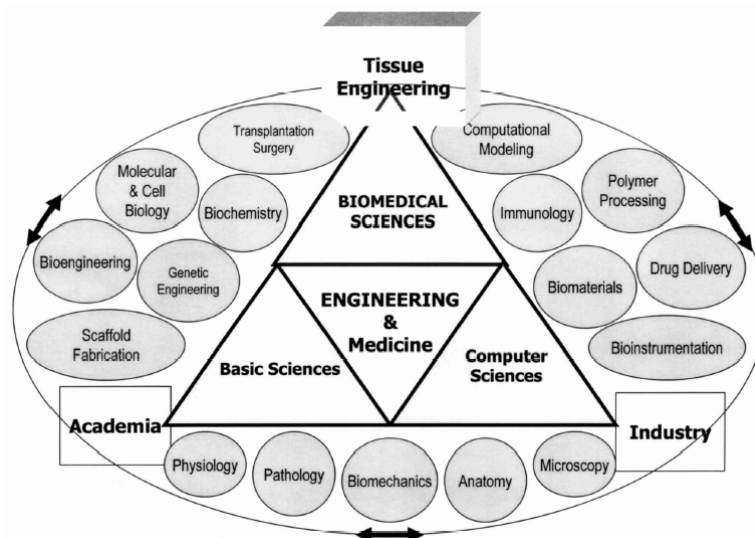 Tissue
Engineering
Transplantation
Surgery
Computational
Modeling
Molecular
& Cell
Biology
Biochemistry
BIOMEDICAL
SCIENCES
Immunology
Polymer
Processing
Bioengineering
Genetic
Engineering
Biomaterials
Drug Delivery
ENGINEERING
&
Medicine
Scaffold
Fabrication
Basic Sciences
Computer
Sciences
Bioinstrumentation
Academia
Industry
Physiology
Pathology
Biomechanics
Anatomy
Microscopy